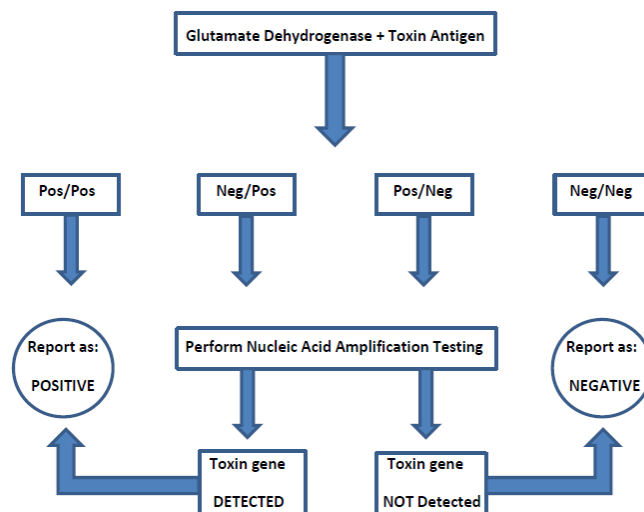 Glutamate Dehydrogenase + Toxin Antigen
Pos/Pos
Neg/Pos
Pos/Neg
Neg/Neg
Report as:
POSITIVE
Perform Nucleic Acid Amplification Testing
Report as:
NEGATIVE
Toxin gene
DETECTED
Toxin gene
NOT Detected